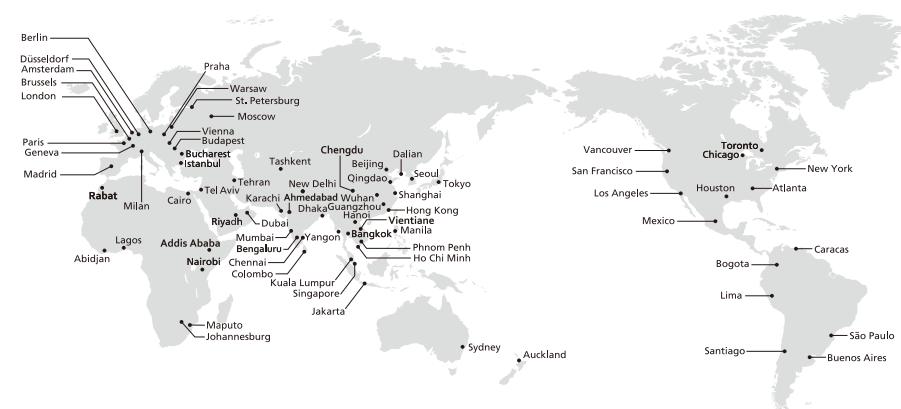 Berlin
Düsseldorf
Amsterdam
Brussels
London
Paris
Geneva
Madrid
Rabat
Milan
Praha
Warsaw
St. Petersburg
Moscow
Vienna
Budapest
Bucharest
Istanbul
Tel Aviv
Cairo
Tehran
Tashkent
Karachi
New Delhi
Ahmedabad
Dhaka
Riyadh
Dubai
Mumbai
Bengaluru
Chennai
Colombo
Yangon
Chengdu
Beijing
Dalian
Qingdao
Seoul
Tokyo
Wuhan
Shanghai
Guangzhou
Hanoi
Hong Kong
Vientiane
Bangkok
Manila
Phnom Penh
Ho Chi Minh
Kuala Lumpur
Singapore
Jakarta
Lagos
Abidjan
Addis Ababa
Nairobi
Maputo
Johannesburg
Sydney
Auckland
Vancouver
San Francisco
Los Angeles
Toronto
Chicago
New York
Houston
Atlanta
Mexico
Caracas
Bogota
Lima
São Paulo
Santiago
Buenos Aires